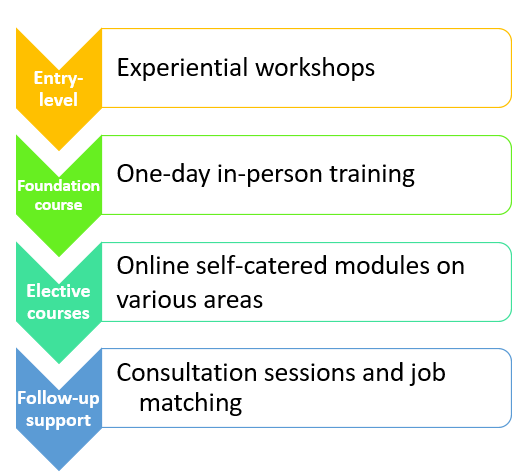 Entry-
level
Experiential workshops
Foundation
course
One-day in-person training
Elective
courses
Online self-catered modules on
various areas
Follow-up
support
Consultation sessions and job
matching